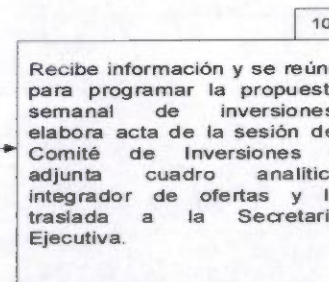 10
Recibe información y se reún
para programar la propuest
semanal de inversiones
elabora acta de la sesión de
Comité de Inversiones
adjunta cuadro analític
integrador de ofertas y l
traslada a la Secretarí
Ejecutiva.